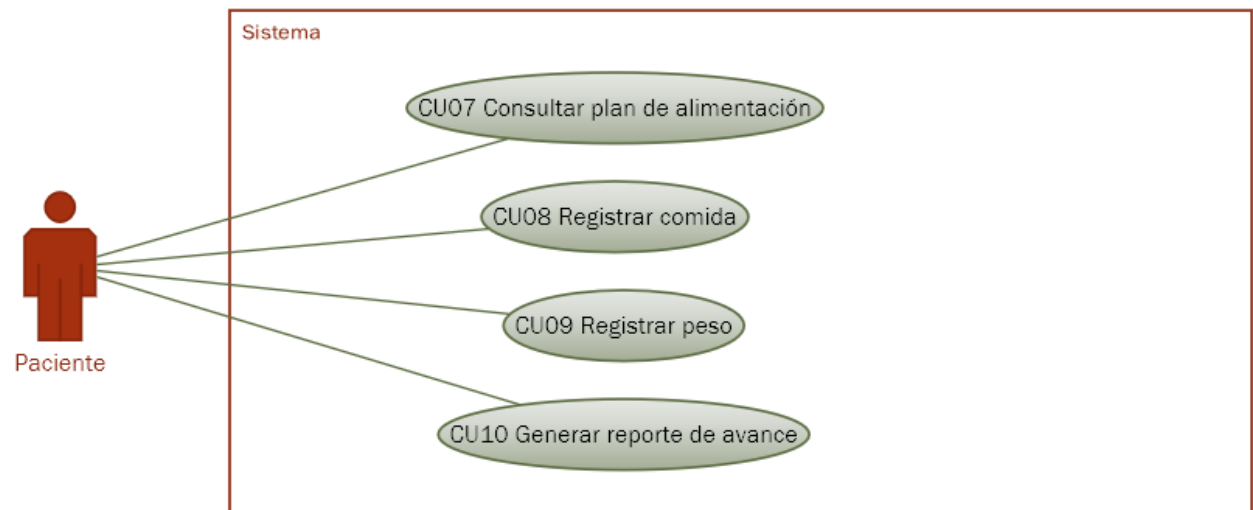 Sistema
CU07 Consultar plan de alimentación
CU08 Registrar comida
CU09 Registrar peso
Paciente
CU10 Generar reporte de avance